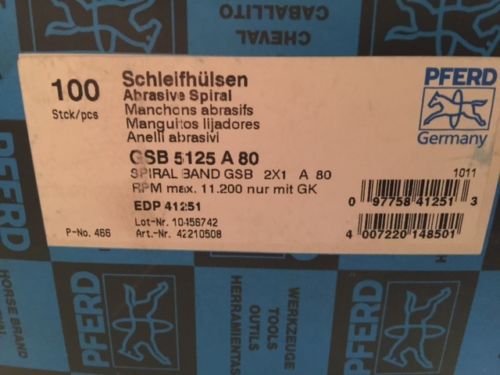 CABALLITO
CHEVAL
100
Stck/pcs
Schleifhülsen
Abrasive Spiral
Manchons abrasifs
Manguitos lijadores
Anelli abrasivi
GSB 5125 A 80
SPIRAL BAND GSB 2X1 A 80
RPM max. 11.200 nur mit GK
EDP 41251
Lot-Nr. 10456742
P-No. 466 Art.-Nr. 42210508
PFERD
Germany
1011
0 97758 41251 3
4 007220 148501
PFERD
HORSE BRAND
PFERD
WERKZEUGE
TOOLS
OUTILS
HERRAMIENTAS
PFERD